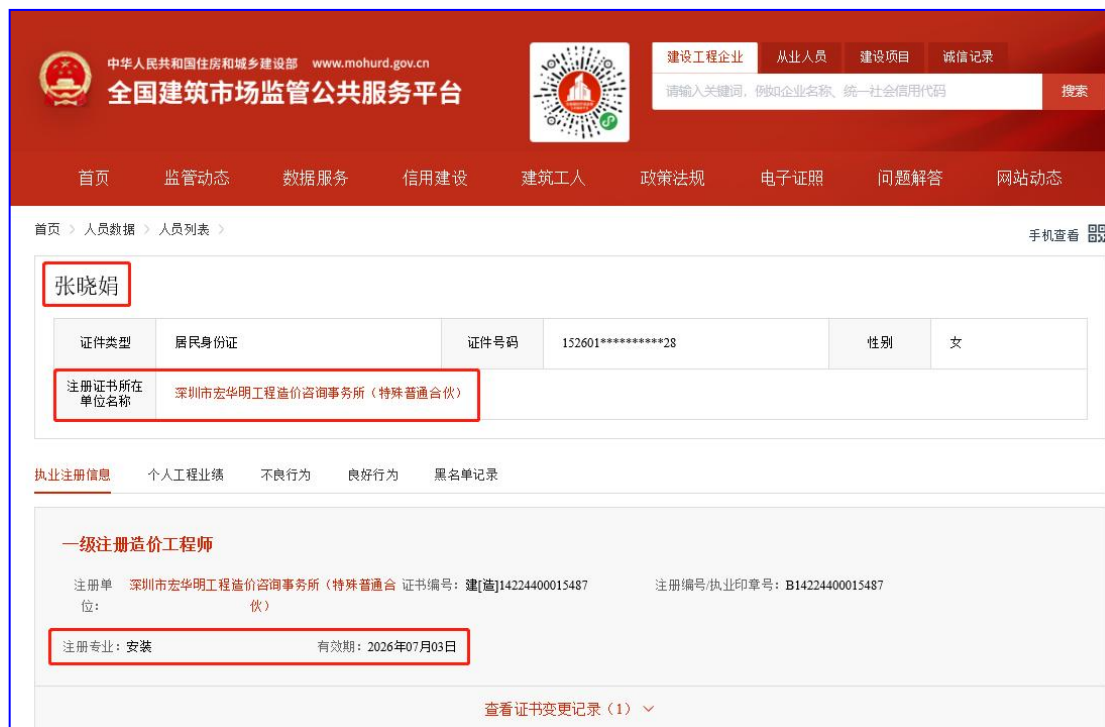 中华人民共和国住房和城乡建设部 www.mohurd.gov.cn
全国建筑市场监管公共服务平台
建设工程企业 从业人员 建设项目 诚信记录
请输入关键词，例如企业名称、统一社会信用代码 搜索
首页 监管动态 数据服务 信用建设 建筑工人 政策法规 电子证照 问题解答 网站动态
首页 > 人员数据 > 人员列表 >
手机查看
张晓娟
证件类型 居民身份证 证件号码 152601**********28 性别 女
注册证书所在
单位名称
深圳市宏华明工程造价咨询事务所（特殊普通合伙）
执业注册信息 个人工程业绩 不良行为 良好行为 黑名单记录
一级注册造价工程师
注册单位： 深圳市宏华明工程造价咨询事务所（特殊普通合伙） 证书编号：建[造]14224400015487 注册编号/执业印章号：B14224400015487
注册专业：安装 有效期：2026年07月03日
查看证书变更记录（1）